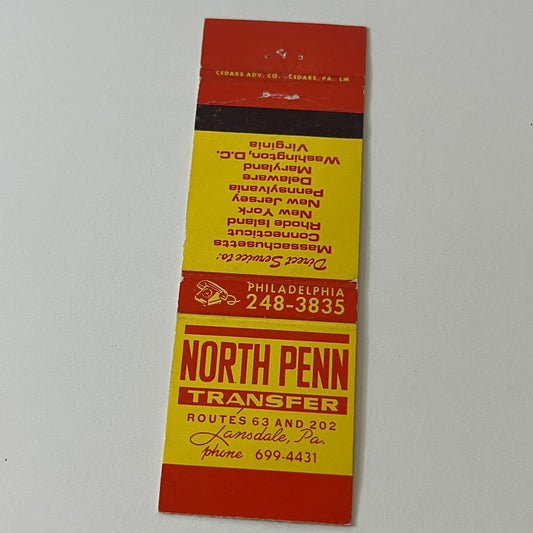 CEDARS ADV. CO. - CEDARS, PA. LM
Direct Service to:
Massachusetts
Connecticut
Rhode Island
New York
New Jersey
Pennsylvania
Delaware
Maryland
Washington, D.C.
Virginia
PHILADELPHIA
248-3835
NORTH PENN
TRANSFER
ROUTES 63 AND 202
Lansdale, Pa.
phone 699-4431